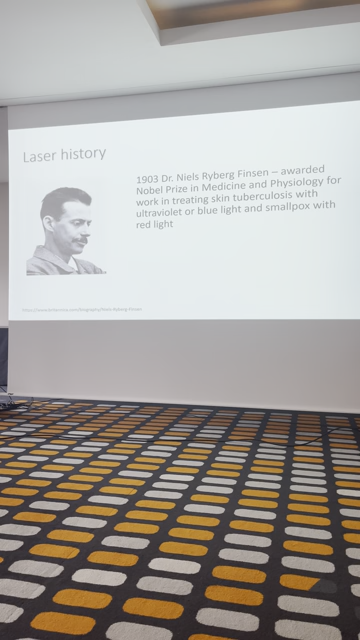 Laser history
1903 Dr. Niels Ryberg Finsen – awarded
Nobel Prize in Medicine and Physiology for
work in treating skin tuberculosis with
ultraviolet or blue light and smallpox with
red light